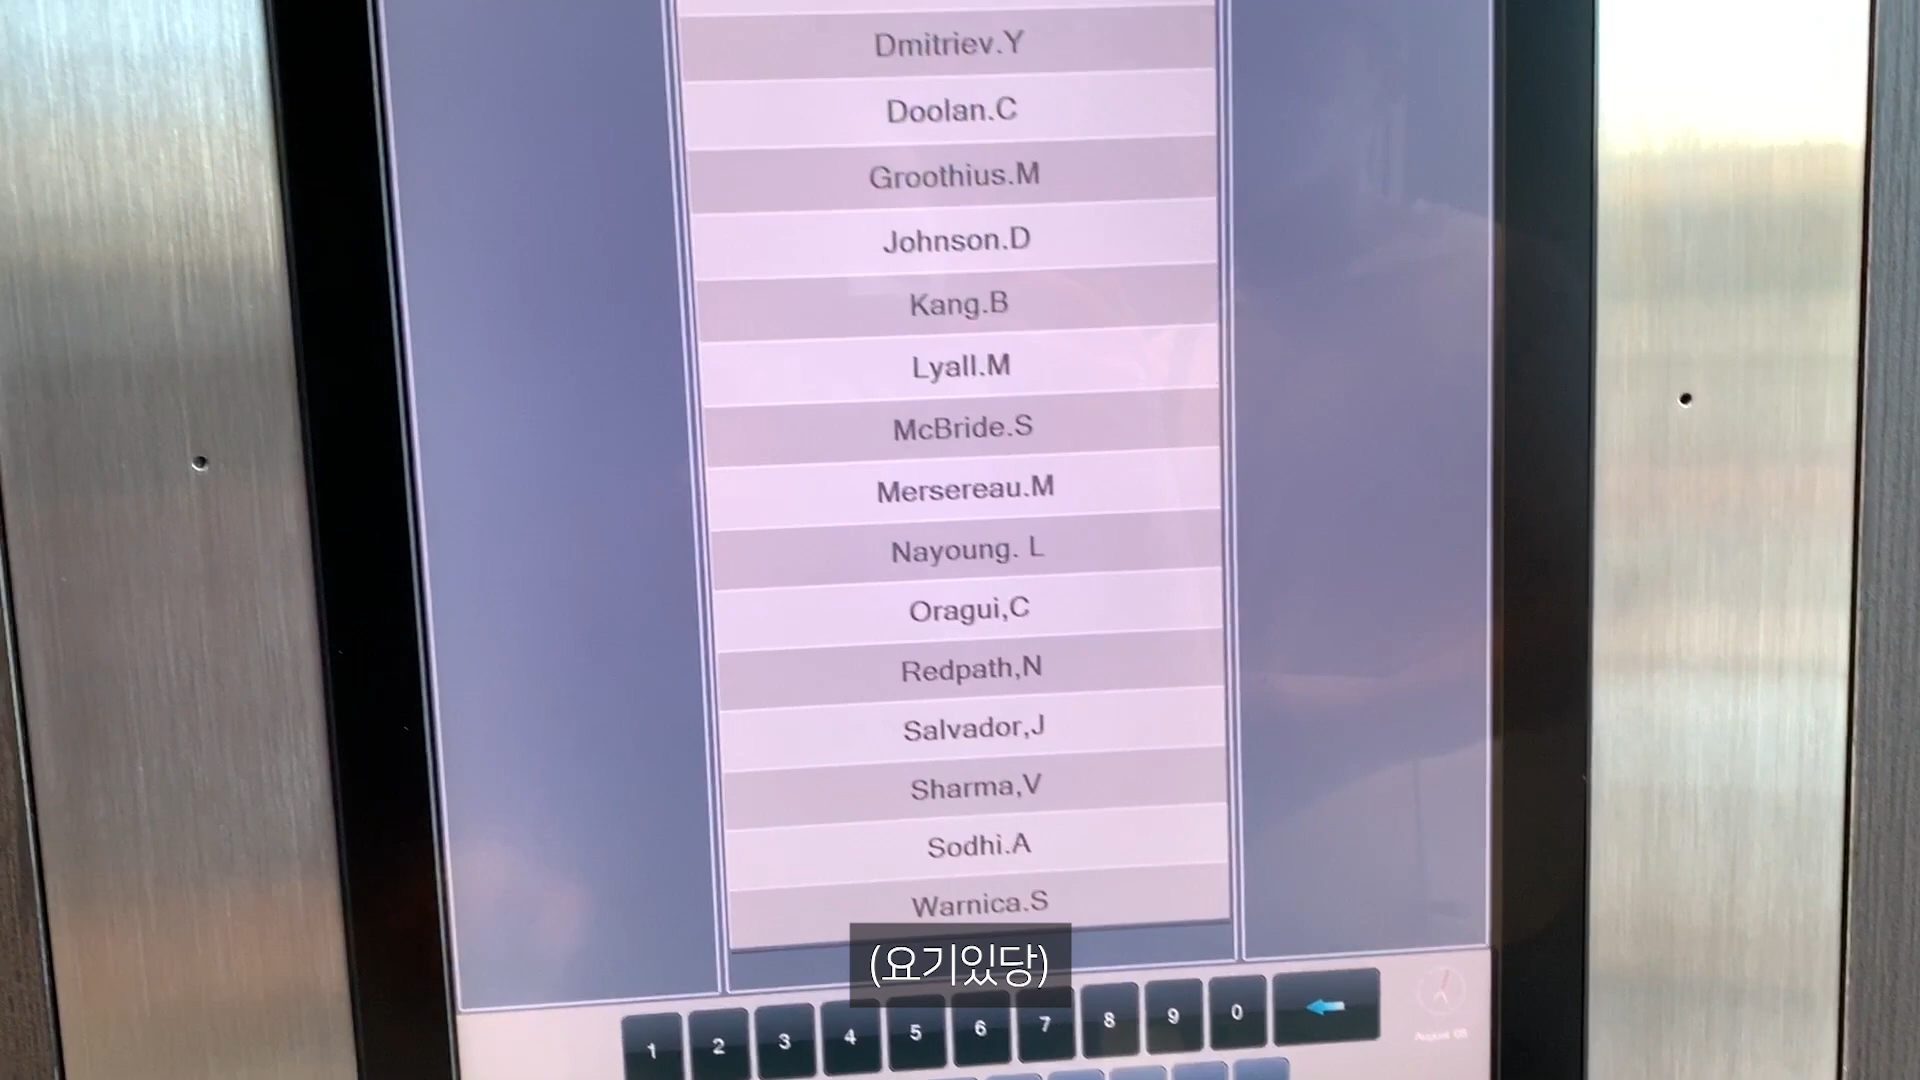 Dmitriev.Y
Doolan.C
Groothius.M
Johnson.D
Kang.B
Lyall.M
McBride.S
Mersereau.M
Nayoung. L
Oragui,C
Redpath,N
Salvador,J
Sharma,V
Sodhi.A
Warnica.S
(요기있당)
1 2 3 4 5 6 7 8 9 0